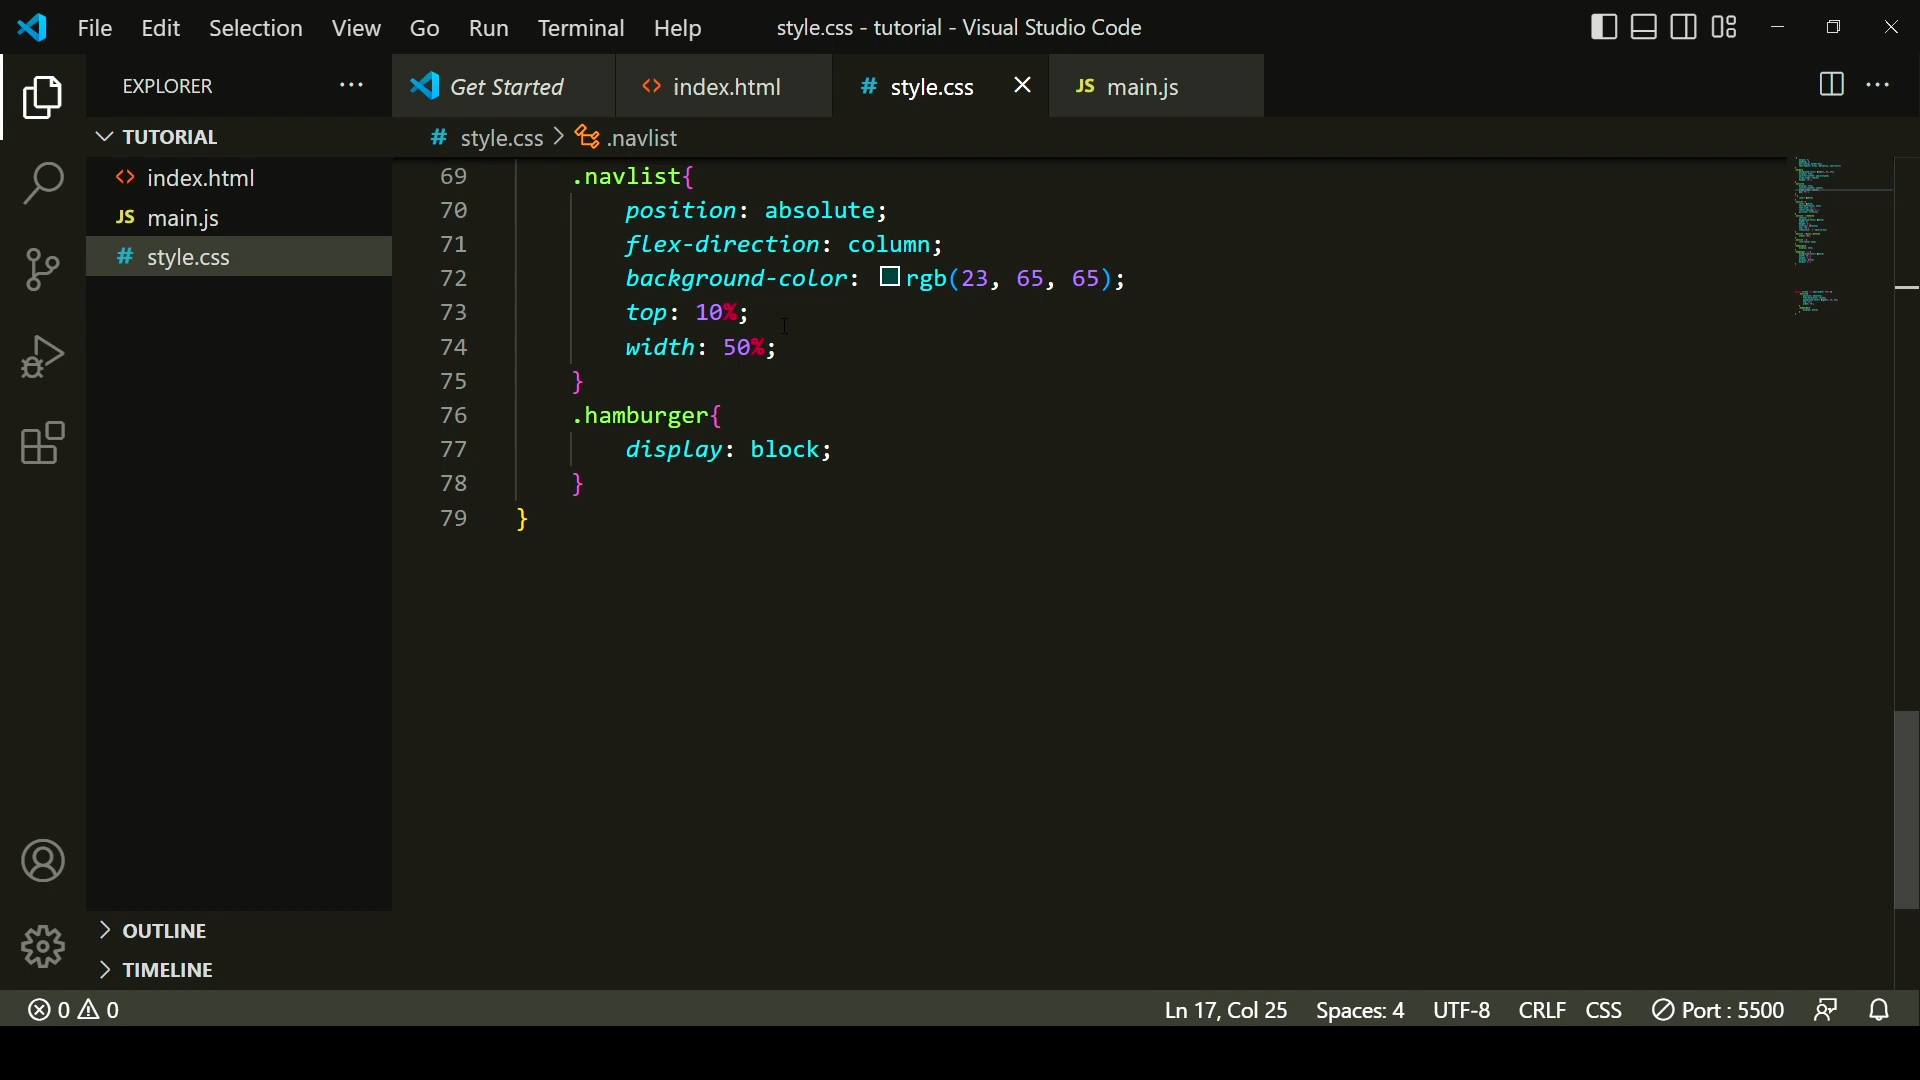 File Edit Selection View Go Run Terminal Help style.css - tutorial - Visual Studio Code
EXPLORER
Get Started
<> index.html
# style.css
JS main.js
TUTORIAL
<> index.html
JS main.js
# style.css
# style.css > .navlist
69 .navlist{
70 position: absolute;
71 flex-direction: column;
72 background-color: rgb(23, 65, 65);
73 top: 10%;
74 width: 50%;
75 }
76 .hamburger{
77 display: block;
78 }
79 }
OUTLINE
TIMELINE
0 0 Ln 17, Col 25 Spaces: 4 UTF-8 CRLF CSS Port : 5500